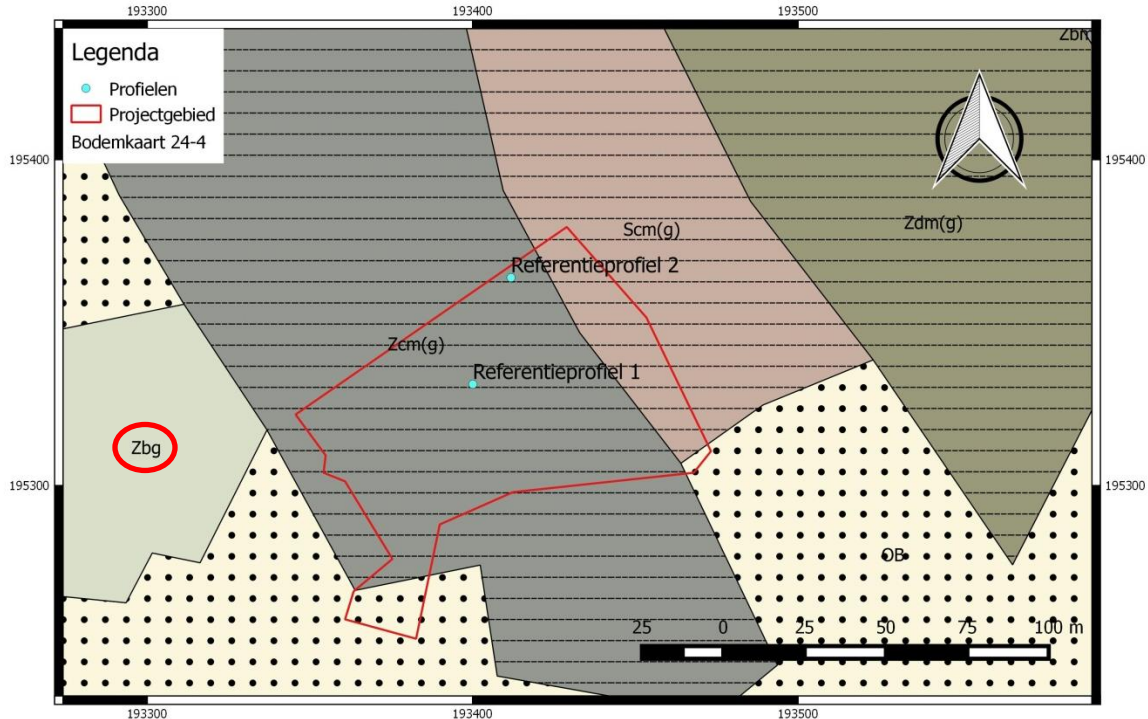 193300
193400
193500
Legenda
Profielen
Projectgebied
Bodemkaart 24-4
Zbm
195400
195400
Scm(g)
Zdm(g)
Referentieprofiel 2
Zcm(g)
Referentieprofiel 1
Zbg
195300
195300
OB
25 0 25 50 75 100 m
193300
193400
193500